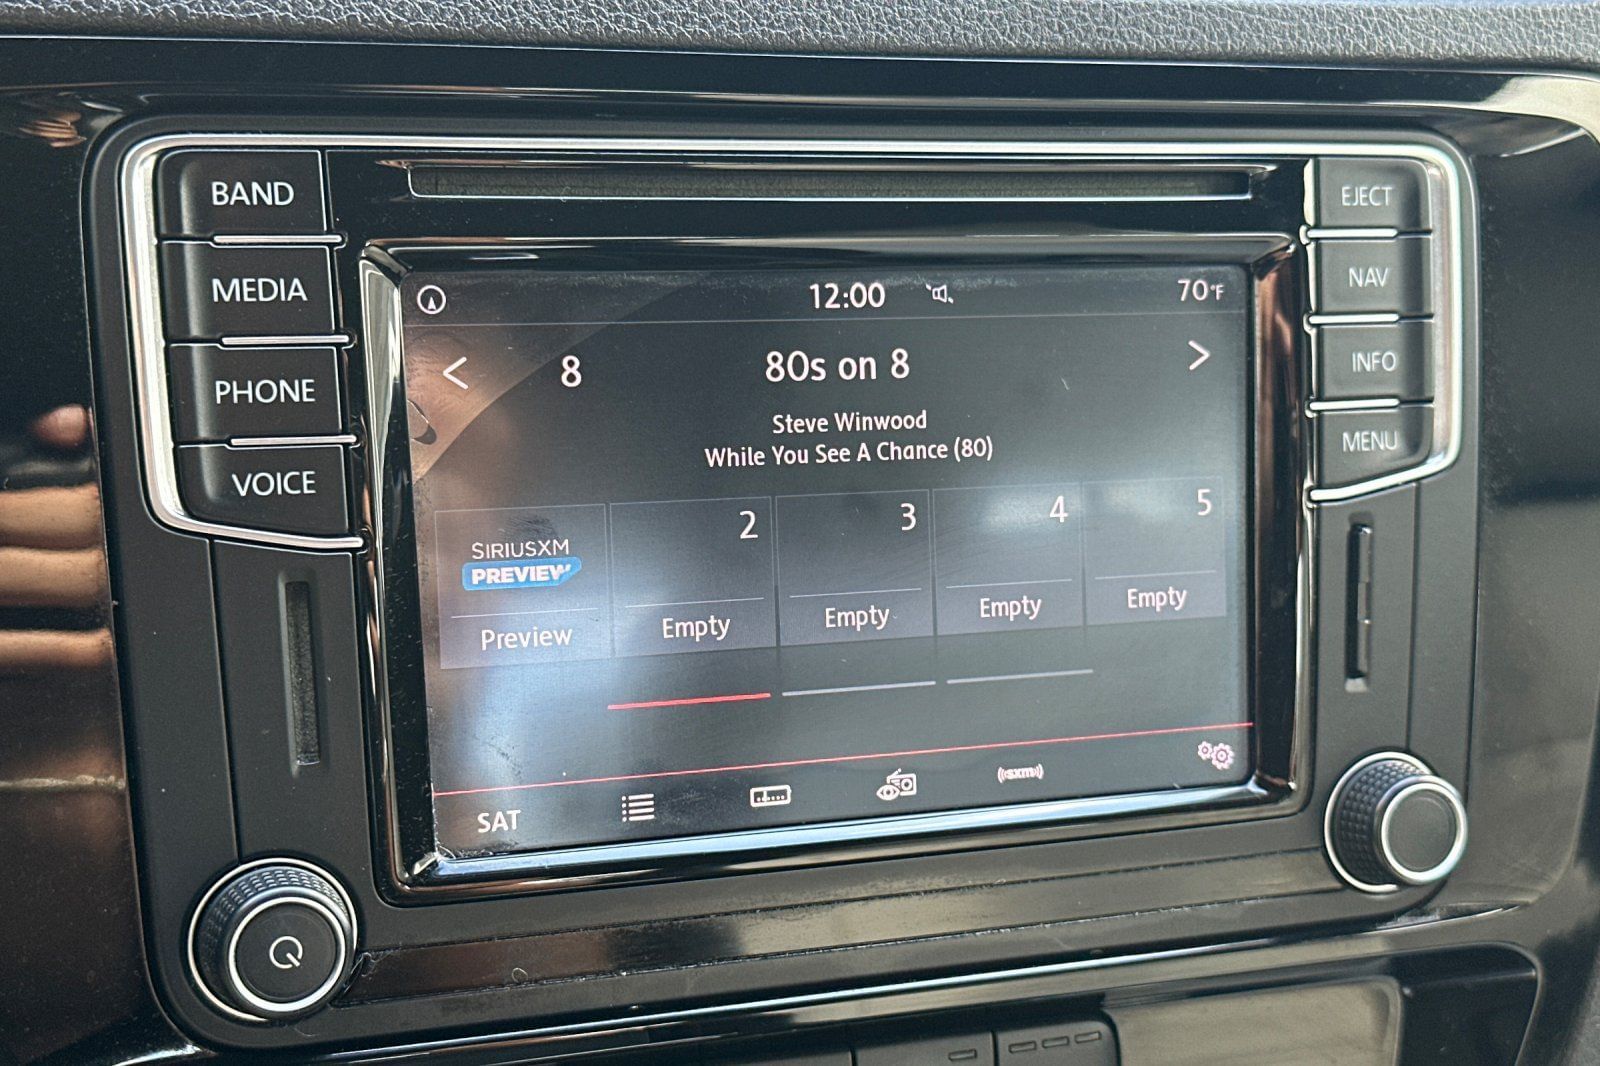 BAND
MEDIA
PHONE
VOICE
EJECT
NAV
INFO
MENU
12:00
70°F
8
80s on 8
Steve Winwood
While You See A Chance (80)
SIRIUSXM
PREVIEW
Preview
2
Empty
3
Empty
4
Empty
5
Empty
SAT
((SXM))